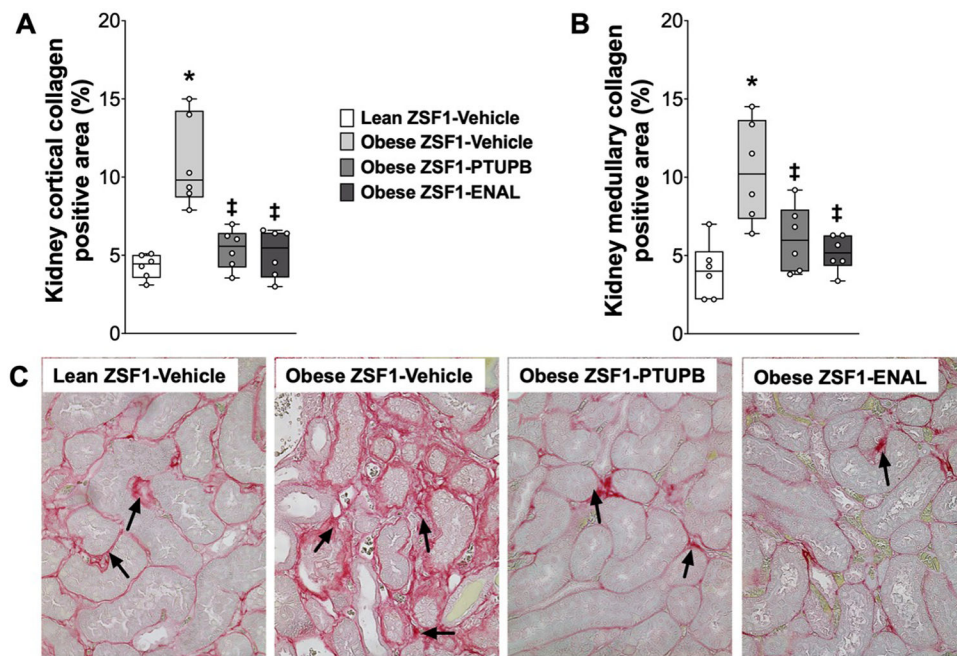 A
Kidney cortical collagen
positive area (%)
20
15
10
5
0
*
‡
‡
Lean ZSF1-Vehicle
Obese ZSF1-Vehicle
Obese ZSF1-PTUPB
Obese ZSF1-ENAL
B
Kidney medullary collagen
positive area (%)
20
15
10
5
0
*
‡
‡
C
Lean ZSF1-Vehicle
Obese ZSF1-Vehicle
Obese ZSF1-PTUPB
Obese ZSF1-ENAL